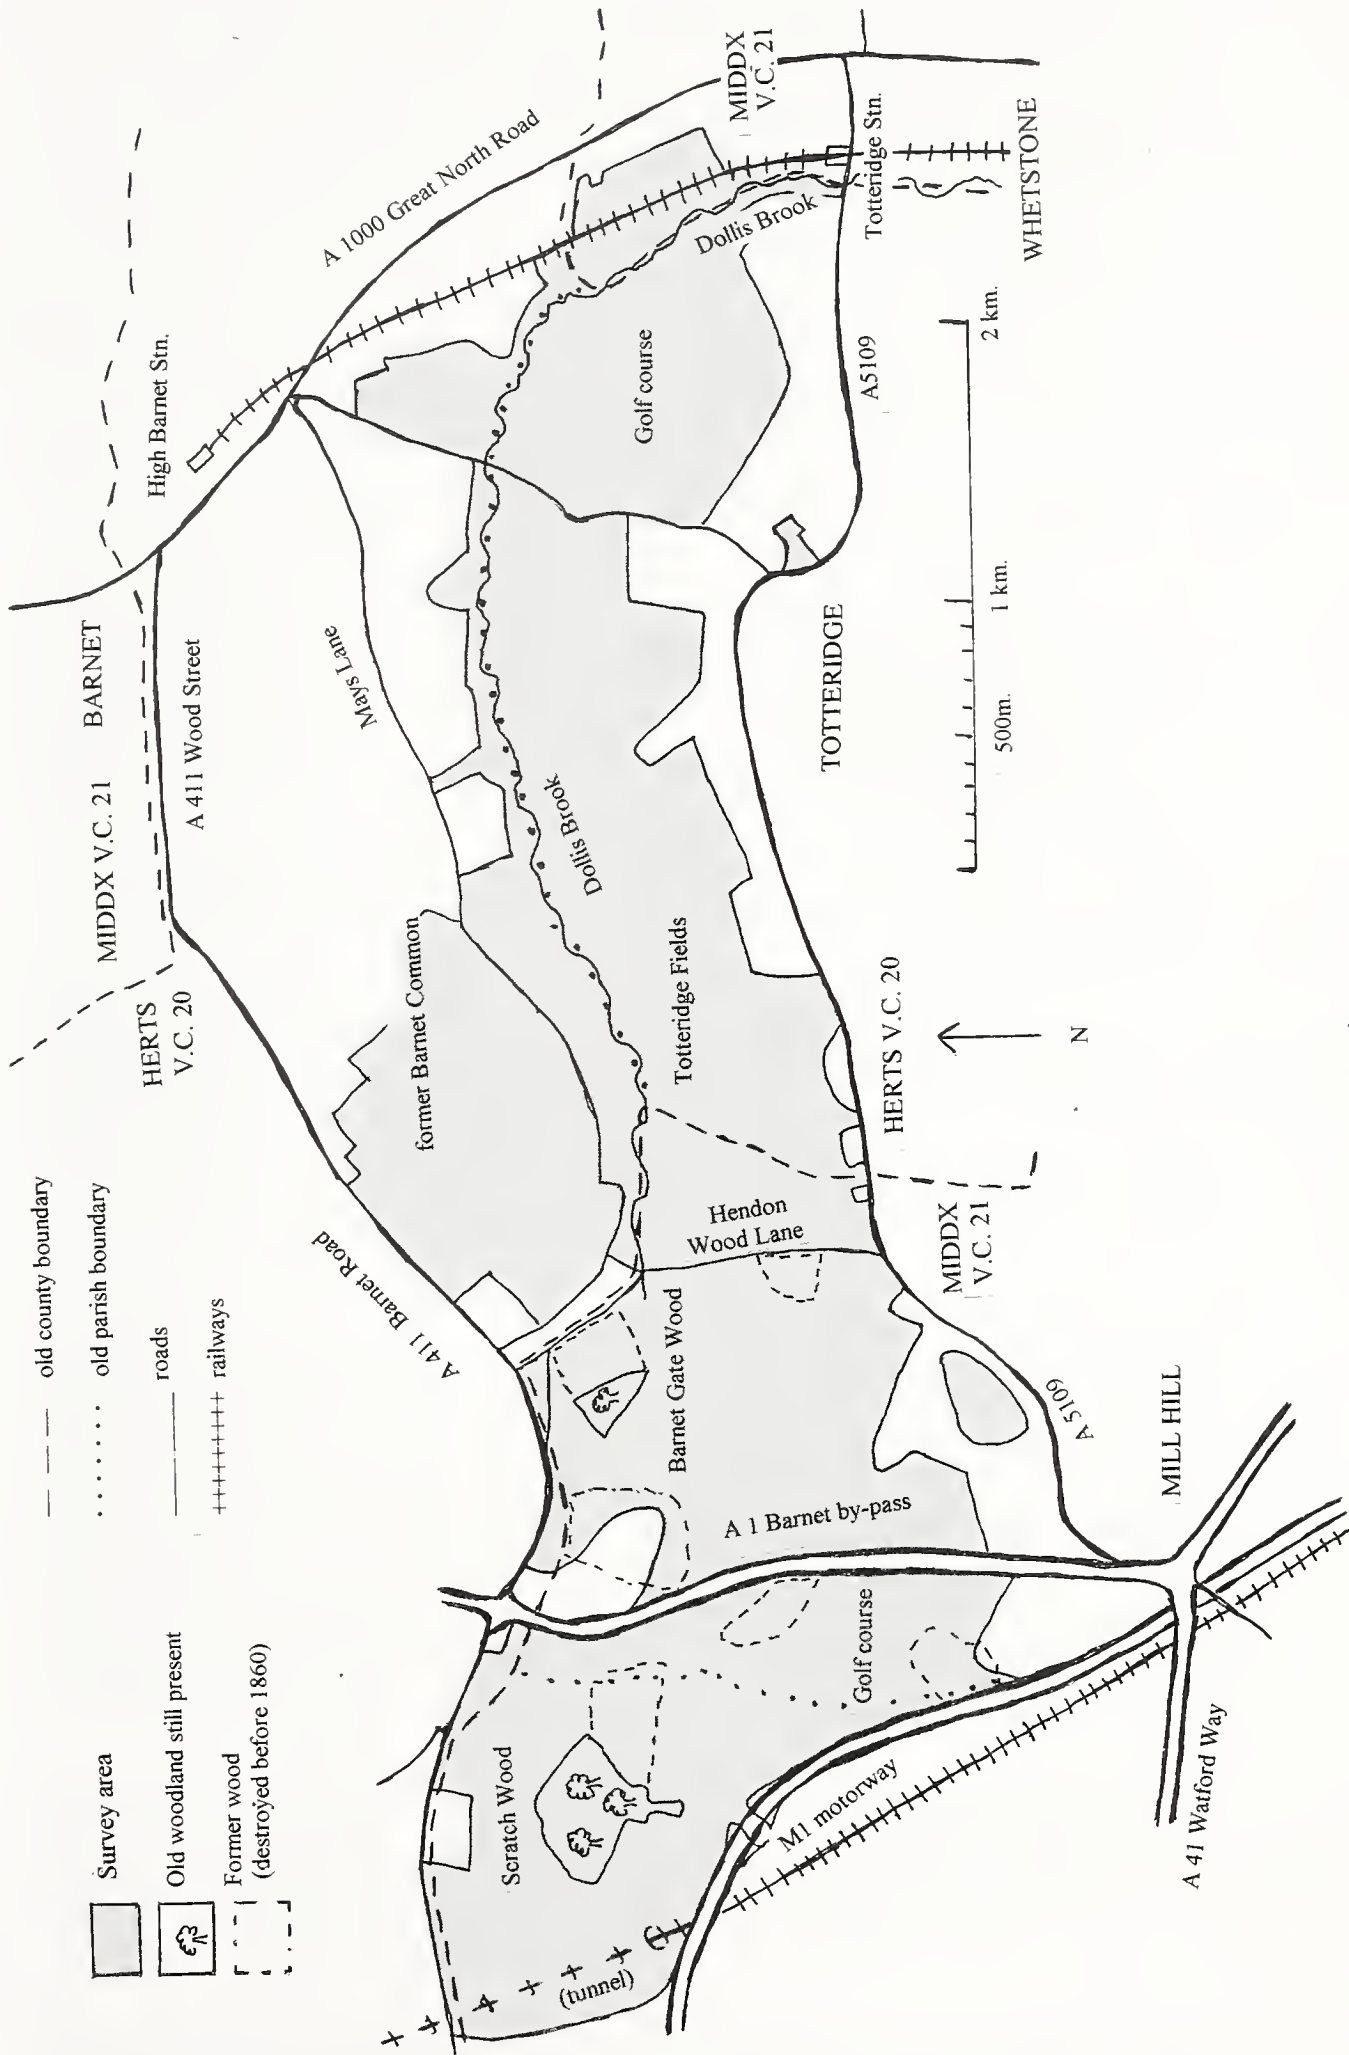 Survey area
Old woodland still present
Former wood
(destroyed before 1860)
old county boundary
old parish boundary
roads
railways
HERTS
V.C. 20
MIDDX V.C. 21
BARNET
A 411 Wood Street
High Barnet Stn.
A 1000 Great North Road
MIDDX
V.C. 21
A 411 Barnet Road
former Barnet Common
Mays Lane
Dollis Brook
Golf course
Dollis Brook
Totteridge Stn.
WHETSTONE
Scratch Wood
(tunnel)
M1 motorway
Golf course
A 1 Barnet by-pass
Barnet Gate Wood
Hendon
Wood Lane
Totteridge Fields
TOTTERIDGE
A5109
A 41 Watford Way
MILL HILL
A 5109
MIDDX
V.C. 21
HERTS V.C. 20
N
500m.
1 km.
2 km.